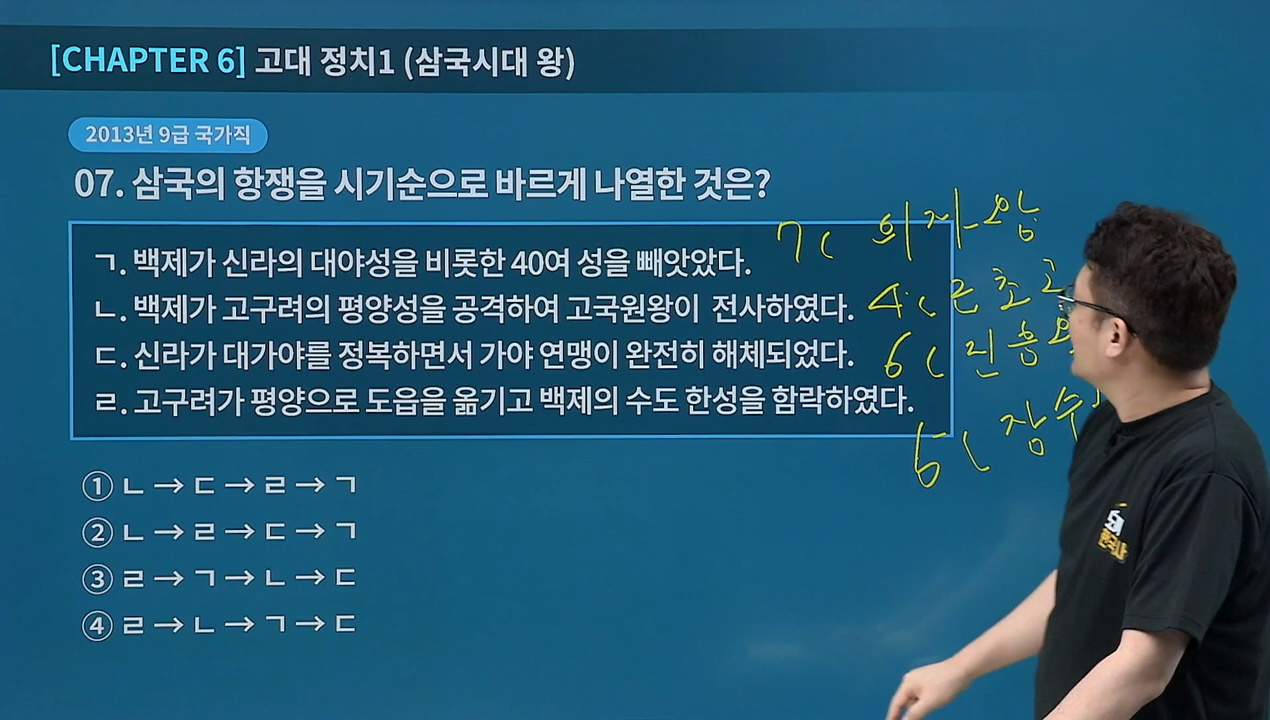 [CHAPTER 6] 고대 정치1 (삼국시대 왕)
2013년 9급 국가직
07. 삼국의 항쟁을 시기순으로 바르게 나열한 것은?
ㄱ. 백제가 신라의 대야성을 비롯한 40여 성을 빼앗았다. 7C 의자왕
ㄴ. 백제가 고구려의 평양성을 공격하여 고국원왕이 전사하였다. 4C 근초고
ㄷ. 신라가 대가야를 정복하면서 가야 연맹이 완전히 해체되었다. 6C 진흥왕
ㄹ. 고구려가 평양으로 도읍을 옮기고 백제의 수도 한성을 함락하였다. 5C 장수
① ㄴ → ㄷ → ㄹ → ㄱ
② ㄴ → ㄹ → ㄷ → ㄱ
③ ㄹ → ㄱ → ㄴ → ㄷ
④ ㄹ → ㄴ → ㄱ → ㄷ
한국사